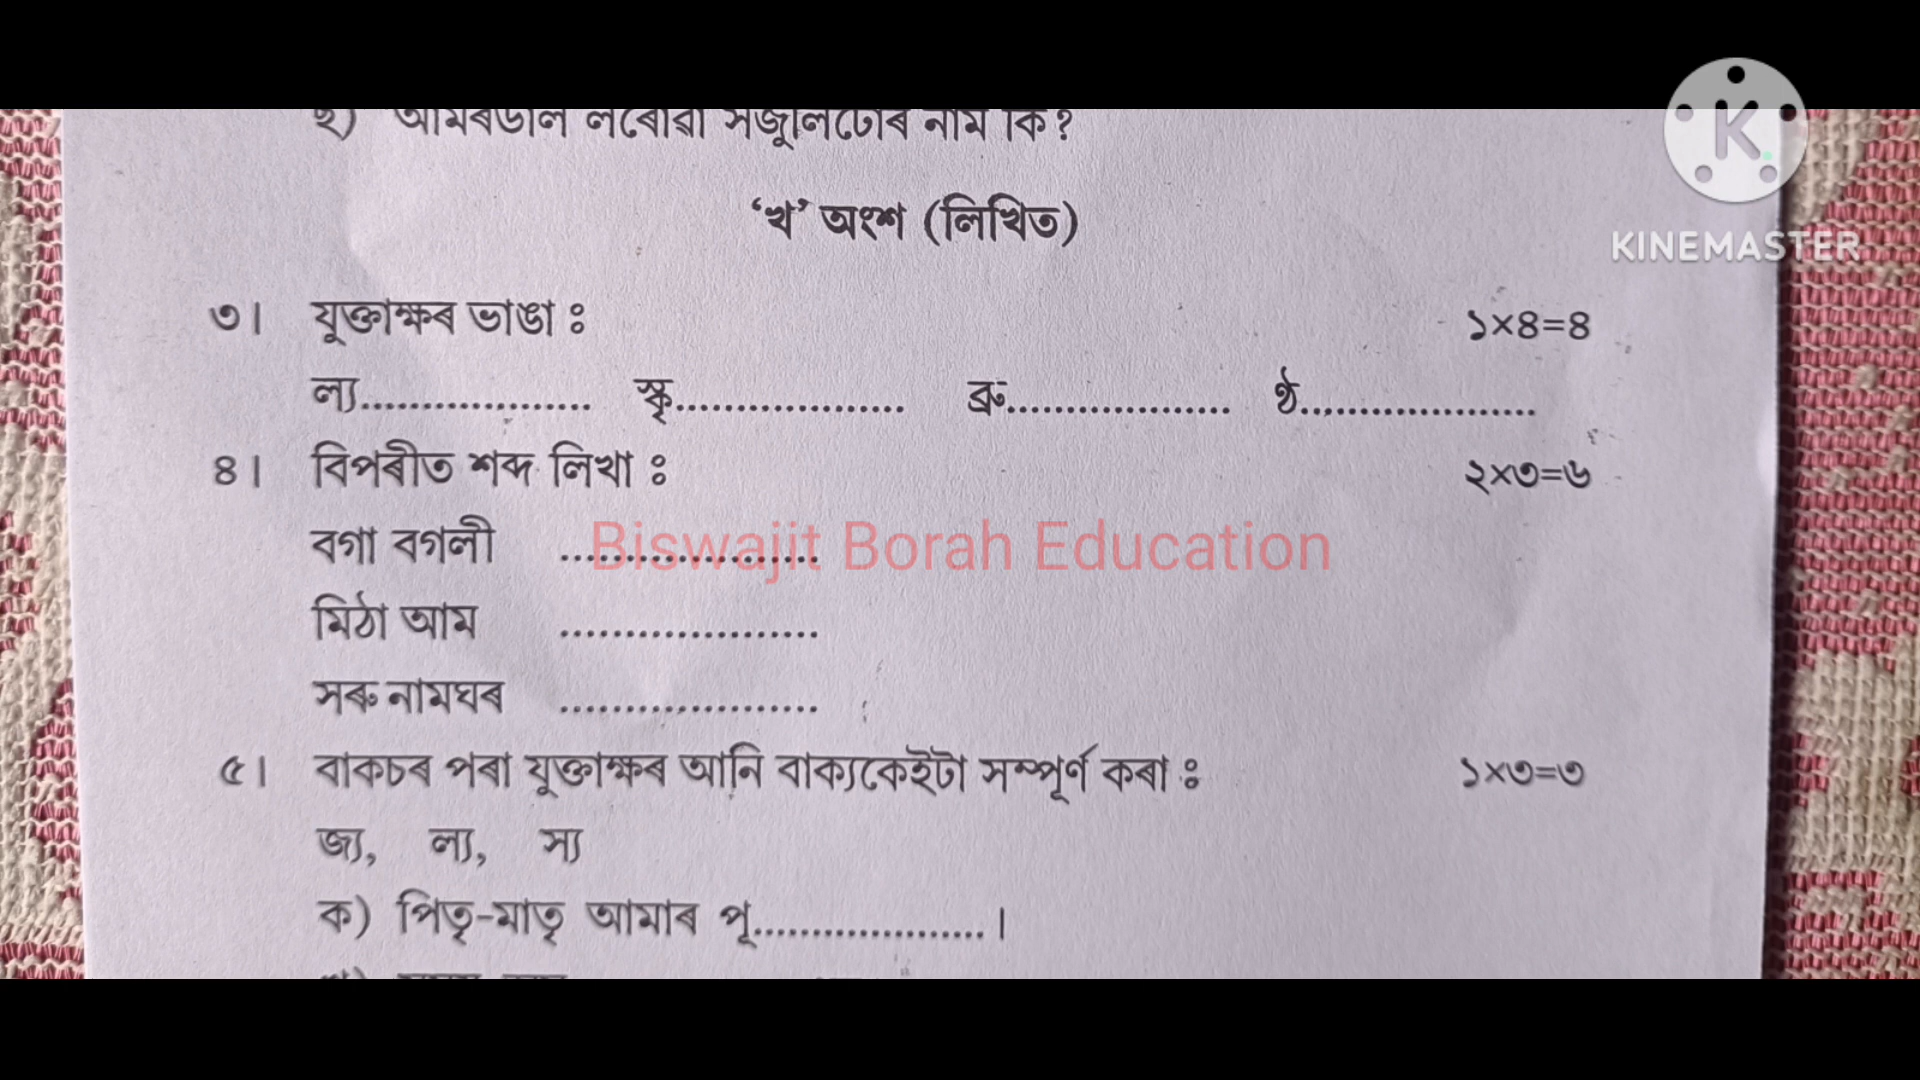 ছ) আমৰডাল লৰোৱা সজুলিটোৰ নাম কি?
‘খ’ অংশ (লিখিত)
KINEMASTER
৩। যুক্তাক্ষৰ ভাঙা ঃ ১×৪=৪
ল্য................... স্কৃ................... ব্ৰু................... ষ্ঠ...................
৪। বিপৰীত শব্দ লিখা ঃ ২×৩=৬
বগা বগলী ....................
Biswajit Borah Education
মিঠা আম ....................
সৰু নামঘৰ ....................
৫। বাকচৰ পৰা যুক্তাক্ষৰ আনি বাক্যকেইটা সম্পূৰ্ণ কৰা ঃ ১×৩=৩
জ্য, ল্য, স্য
ক) পিতৃ-মাতৃ আমাৰ পূ....................।